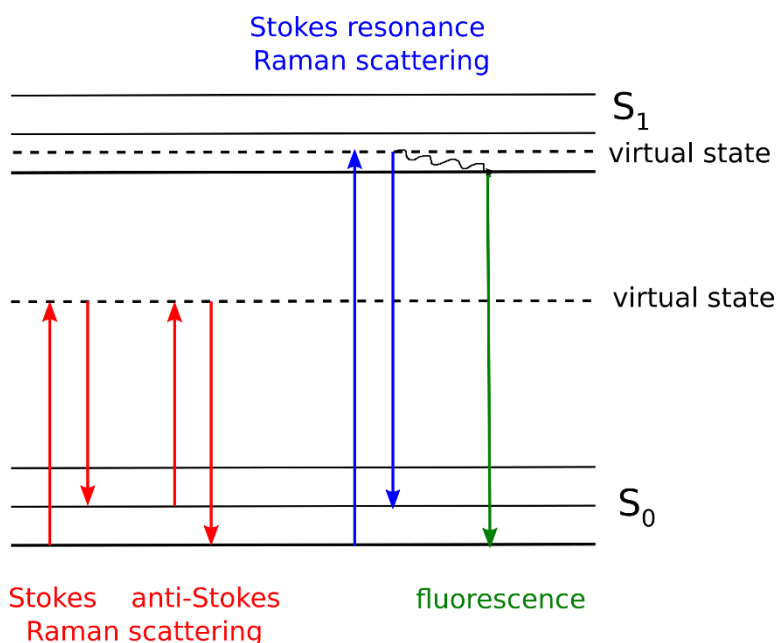 Stokes resonance
Raman scattering
S₁
virtual state
virtual state
S₀
Stokes anti-Stokes
Raman scattering
fluorescence